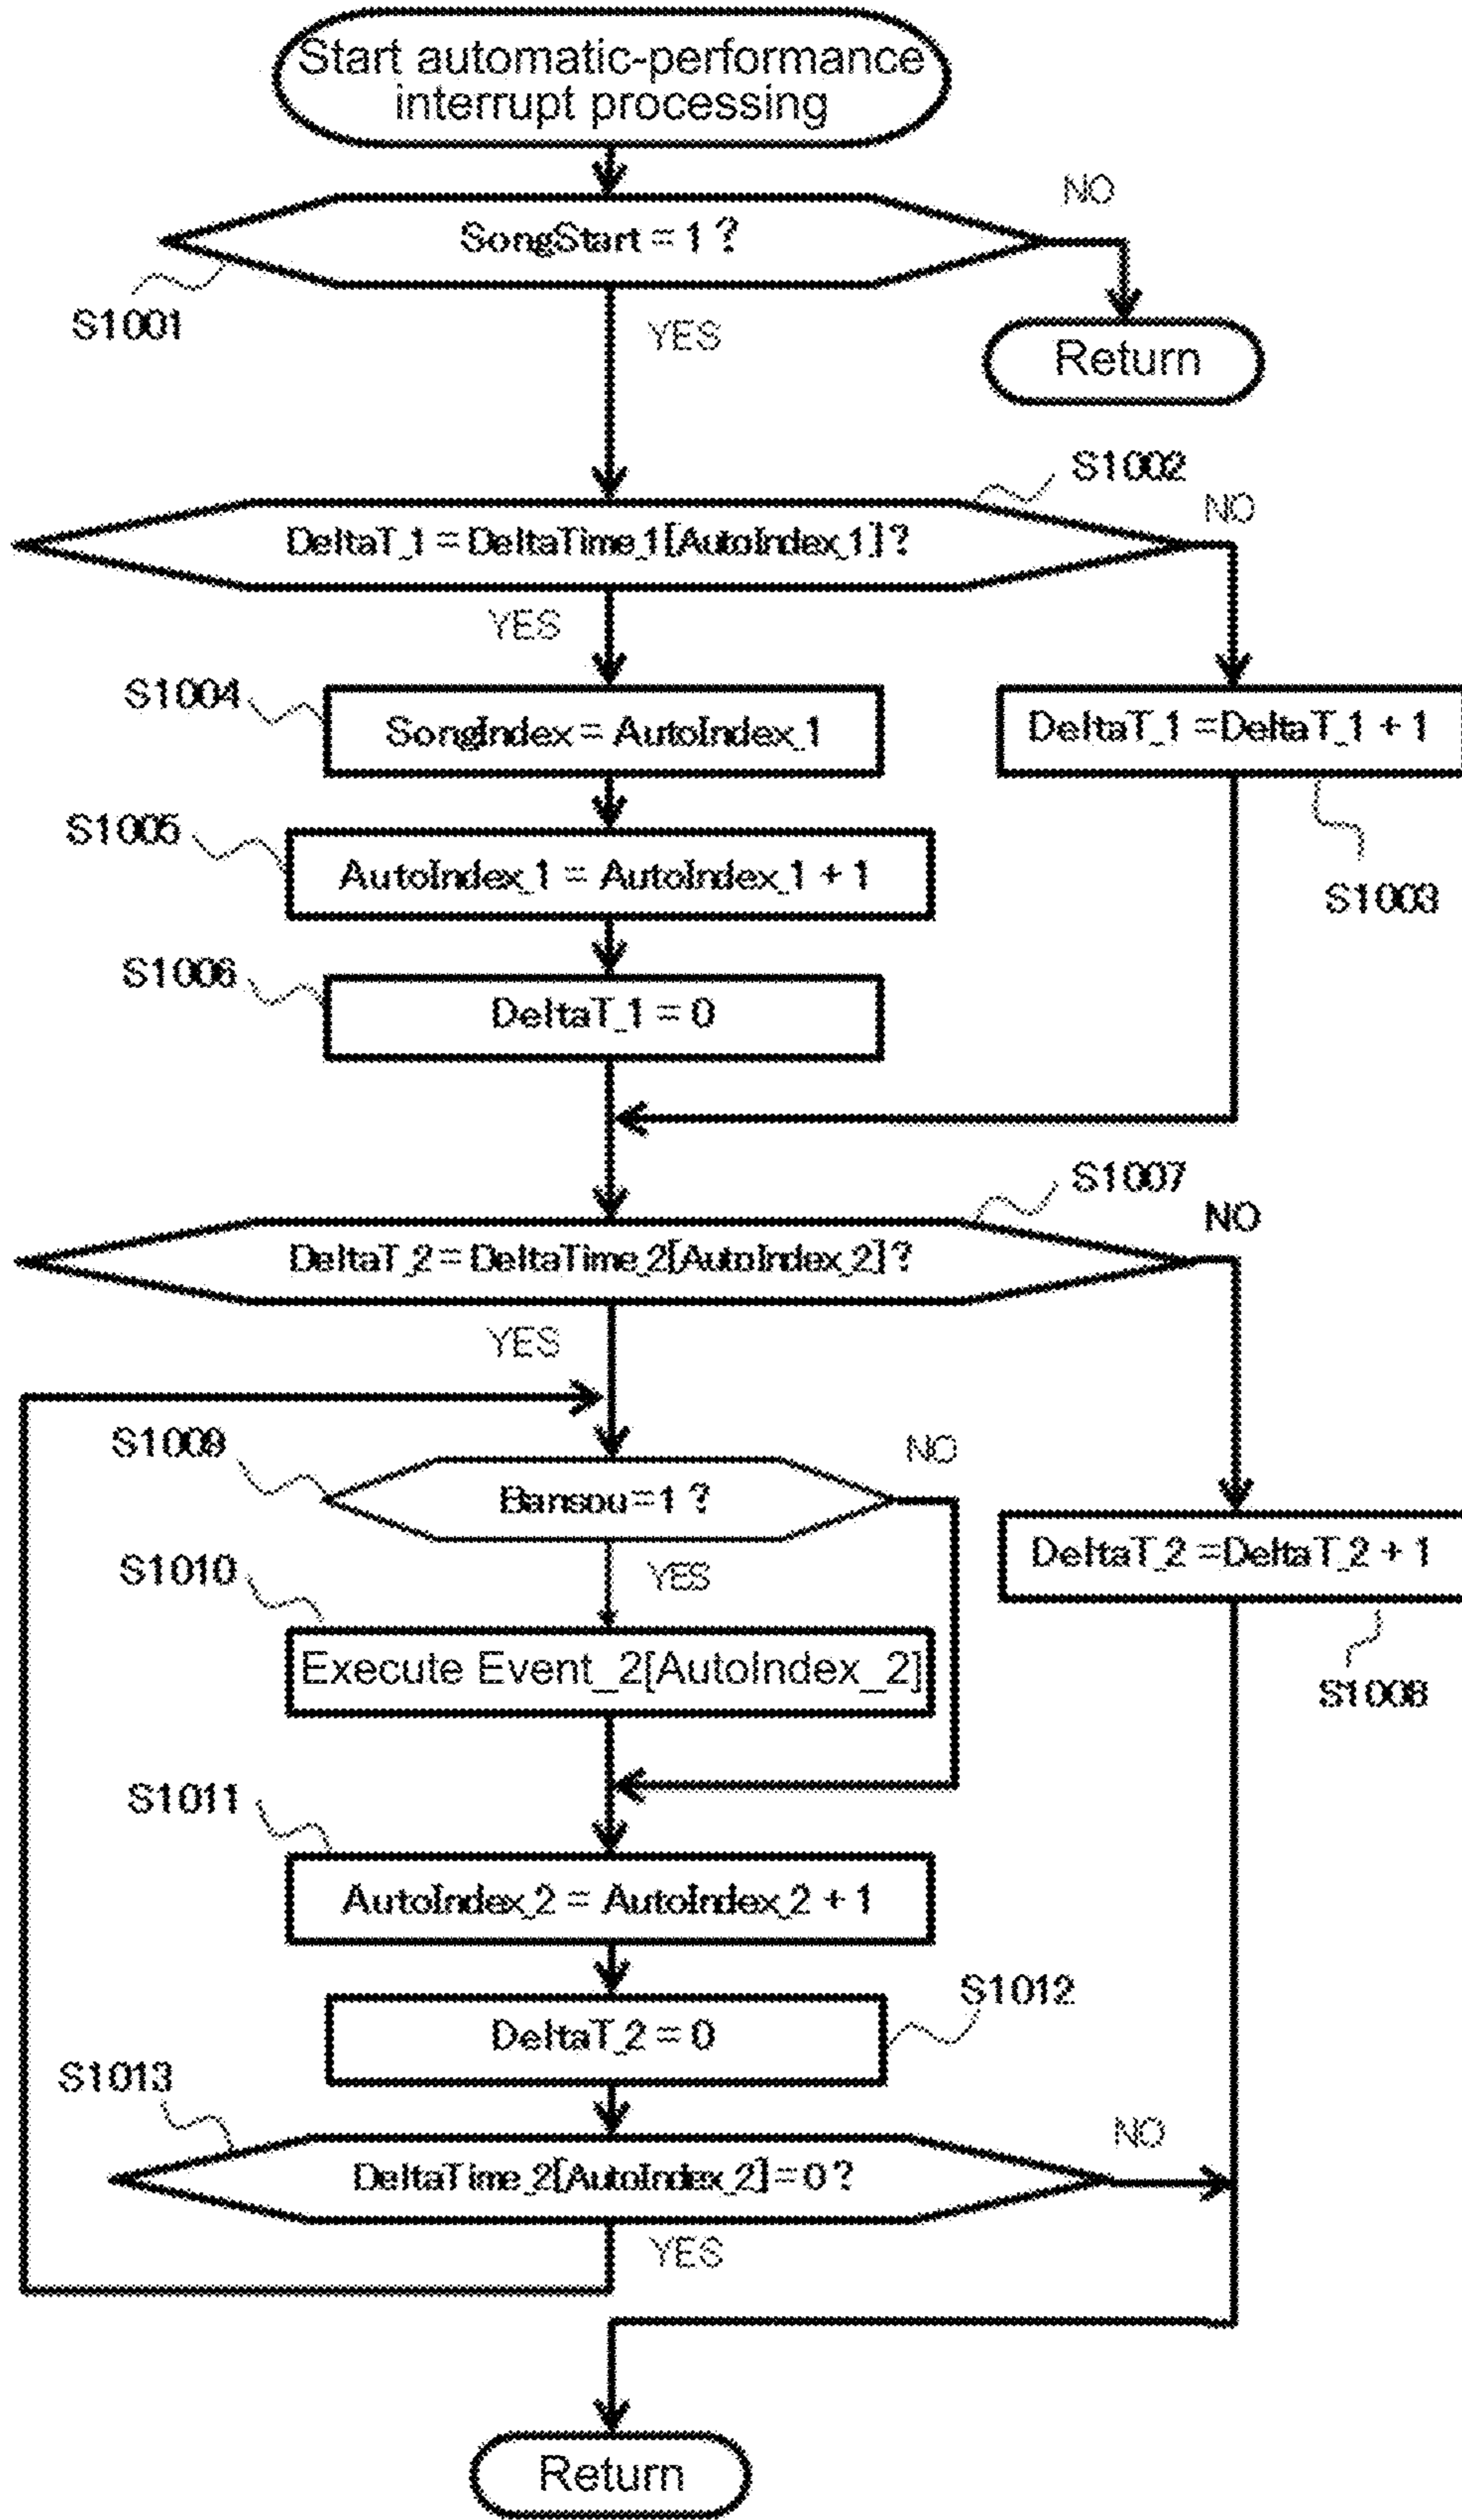 Start automatic-performance
interrupt processing
SongStart = 1 ?
NO
S1001
YES
Return
S1002
DeltaT_1 = DeltaTime_1[AutoIndex_1]?
NO
YES
S1004
SongIndex = AutoIndex_1
DeltaT_1 =DeltaT_1 + 1
S1005
AutoIndex_1 = AutoIndex_1 + 1
S1003
S1006
DeltaT_1 = 0
S1007
DeltaT_2 = DeltaTime_2[AutoIndex_2]?
NO
YES
S1009
Bansou=1 ?
NO
DeltaT_2 =DeltaT_2 + 1
S1010
YES
Execute Event_2[AutoIndex_2]
S1008
S1011
AutoIndex_2 = AutoIndex_2 + 1
S1012
DeltaT_2 = 0
S1013
DeltaTime_2[AutoIndex_2]=0?
NO
YES
Return